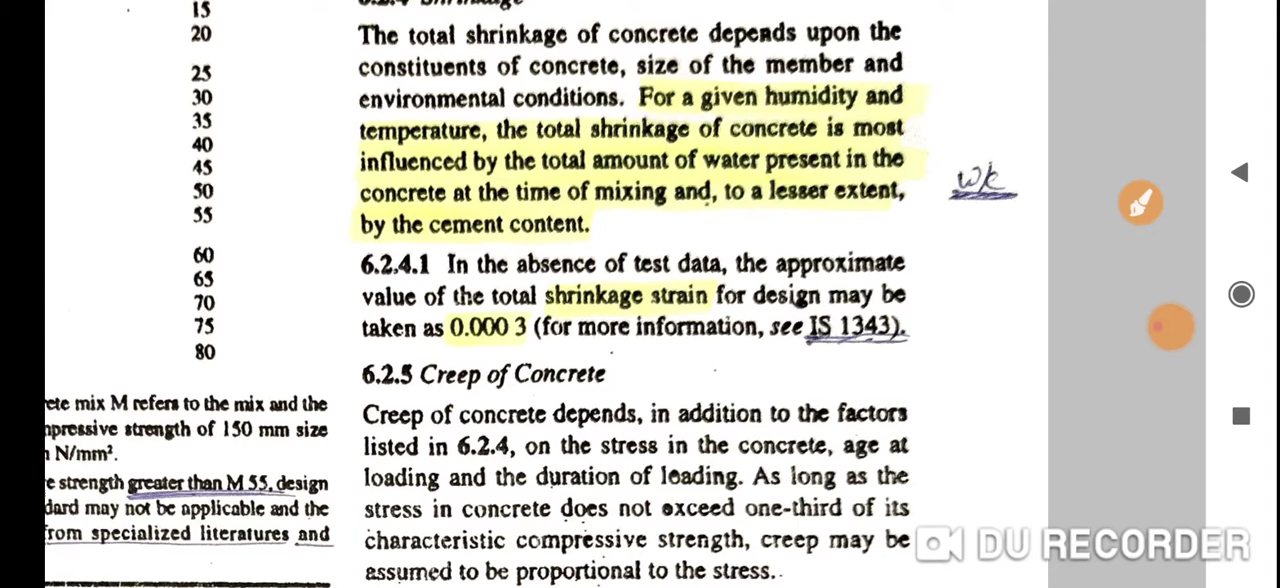 15
20
25
30
35
40
45
50
55
60
65
70
75
80
ete mix M refers to the mix and the
pressive strength of 150 mm size
N/mm².
e strength greater than M 55, design
dard may not be applicable and the
from specialized literatures and
6.2.4 Shrinkage
The total shrinkage of concrete depends upon the
constituents of concrete, size of the member and
environmental conditions. For a given humidity and
temperature, the total shrinkage of concrete is most
influenced by the total amount of water present in the
concrete at the time of mixing and, to a lesser extent,
by the cement content.
6.2.4.1 In the absence of test data, the approximate
value of the total shrinkage strain for design may be
taken as 0.000 3 (for more information, see IS 1343).
6.2.5 Creep of Concrete
Creep of concrete depends, in addition to the factors
listed in 6.2.4, on the stress in the concrete, age at
loading and the duration of loading. As long as the
stress in concrete does not exceed one-third of its
characteristic compressive strength, creep may be
assumed to be proportional to the stress.
DU RECORDER